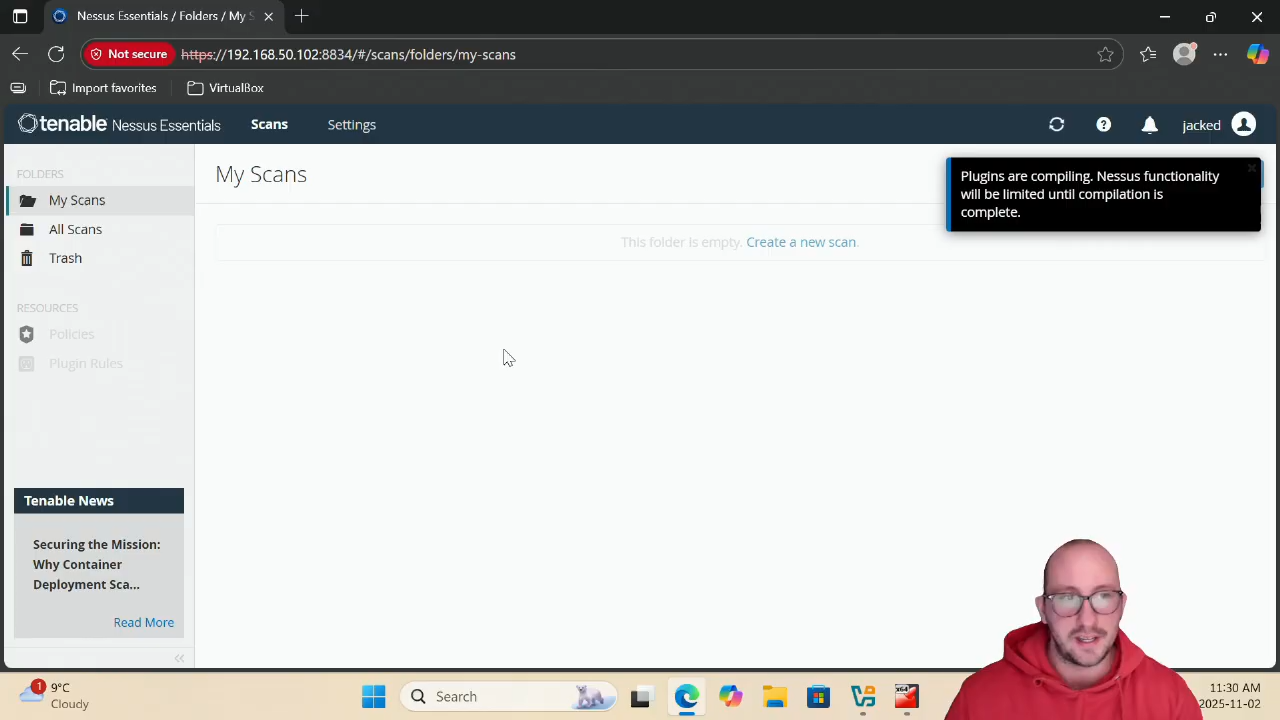 Nessus Essentials / Folders / My S
Not secure
https://192.168.50.102:8834/#/scans/folders/my-scans
Import favorites
VirtualBox
tenable Nessus Essentials
Scans
Settings
jacked
FOLDERS
My Scans
All Scans
Trash
RESOURCES
Policies
Plugin Rules
Tenable News
Securing the Mission:
Why Container
Deployment Sca...
Read More
My Scans
Plugins are compiling. Nessus functionality
will be limited until compilation is
complete.
This folder is empty. Create a new scan.
1
9°C
Cloudy
Search
x64
11:30 AM
2025-11-02